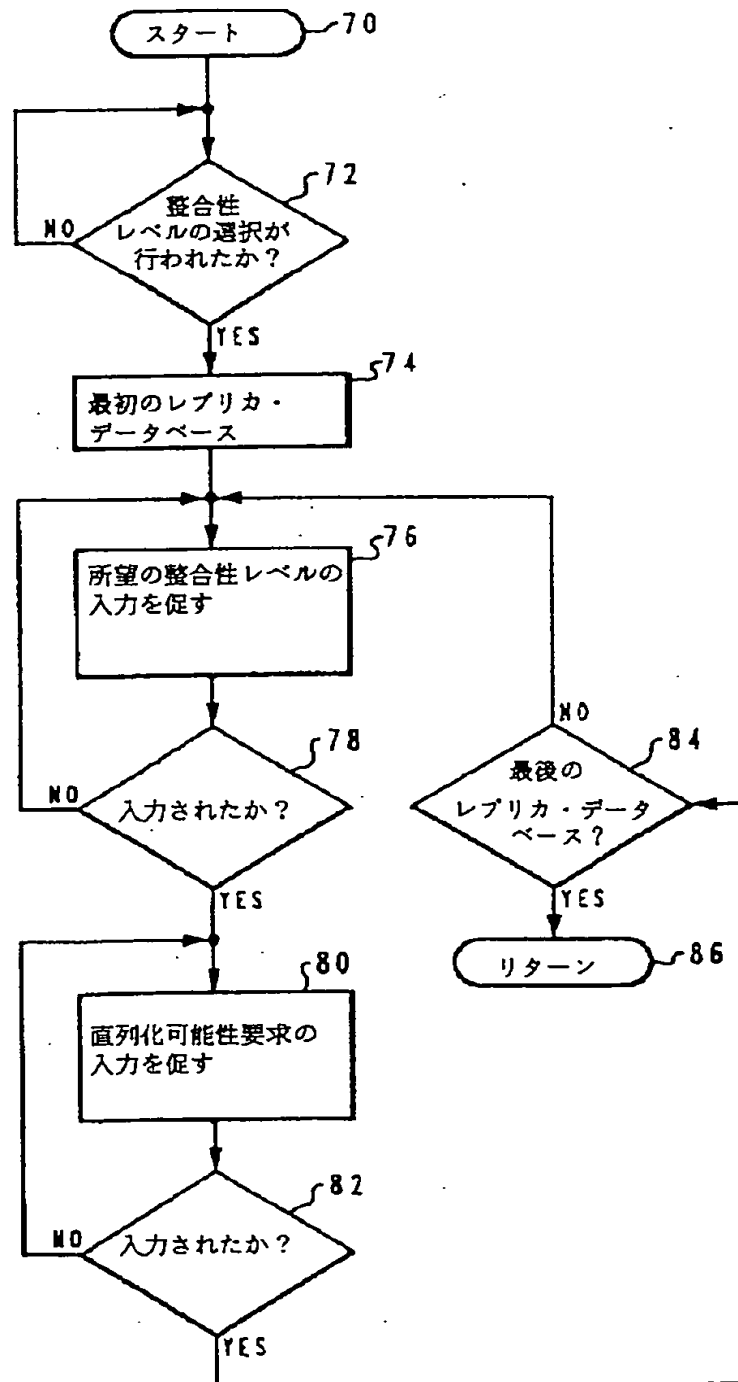 スタート
70
72
整合性
レベルの選択が
行われたか?
NO
YES
74
最初のレプリカ・
データベース
76
所望の整合性レベルの
入力を促す
78
入力されたか?
NO
YES
NO
84
最後の
レプリカ・データ
ベース?
YES
リターン
86
80
直列化可能性要求の
入力を促す
82
入力されたか?
NO
YES